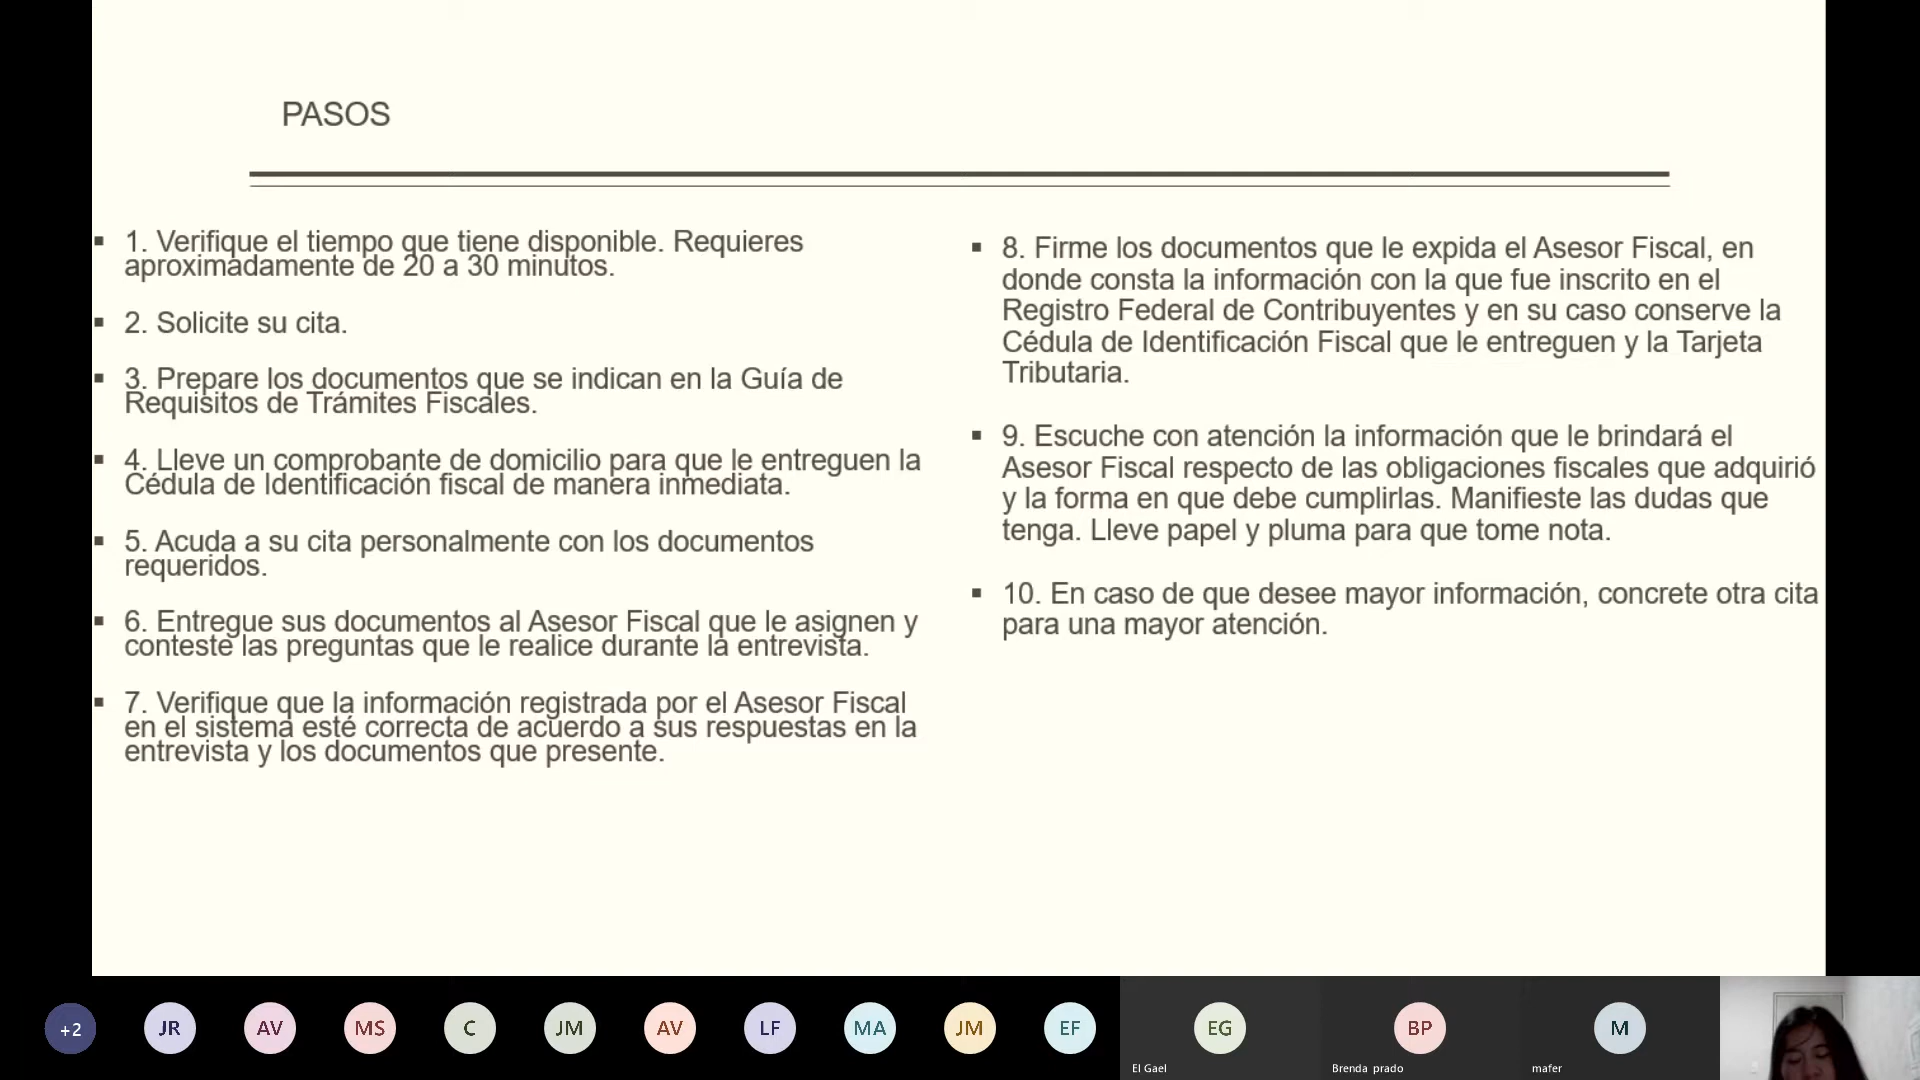 PASOS
▪ 1. Verifique el tiempo que tiene disponible. Requieres
aproximadamente de 20 a 30 minutos.
▪ 2. Solicite su cita.
▪ 3. Prepare los documentos que se indican en la Guía de
Requisitos de Trámites Fiscales.
▪ 4. Lleve un comprobante de domicilio para que le entreguen la
Cédula de Identificación fiscal de manera inmediata.
▪ 5. Acuda a su cita personalmente con los documentos
requeridos.
▪ 6. Entregue sus documentos al Asesor Fiscal que le asignen y
conteste las preguntas que le realice durante la entrevista.
▪ 7. Verifique que la información registrada por el Asesor Fiscal
en el sistema esté correcta de acuerdo a sus respuestas en la
entrevista y los documentos que presente.
▪ 8. Firme los documentos que le expida el Asesor Fiscal, en
donde consta la información con la que fue inscrito en el
Registro Federal de Contribuyentes y en su caso conserve la
Cédula de Identificación Fiscal que le entreguen y la Tarjeta
Tributaria.
▪ 9. Escuche con atención la información que le brindará el
Asesor Fiscal respecto de las obligaciones fiscales que adquirió
y la forma en que debe cumplirlas. Manifieste las dudas que
tenga. Lleve papel y pluma para que tome nota.
▪ 10. En caso de que desee mayor información, concrete otra cita
para una mayor atención.
+2 JR AV MS C JM AV LF MA JM EF EG BP M
El Gael Brenda prado mafer